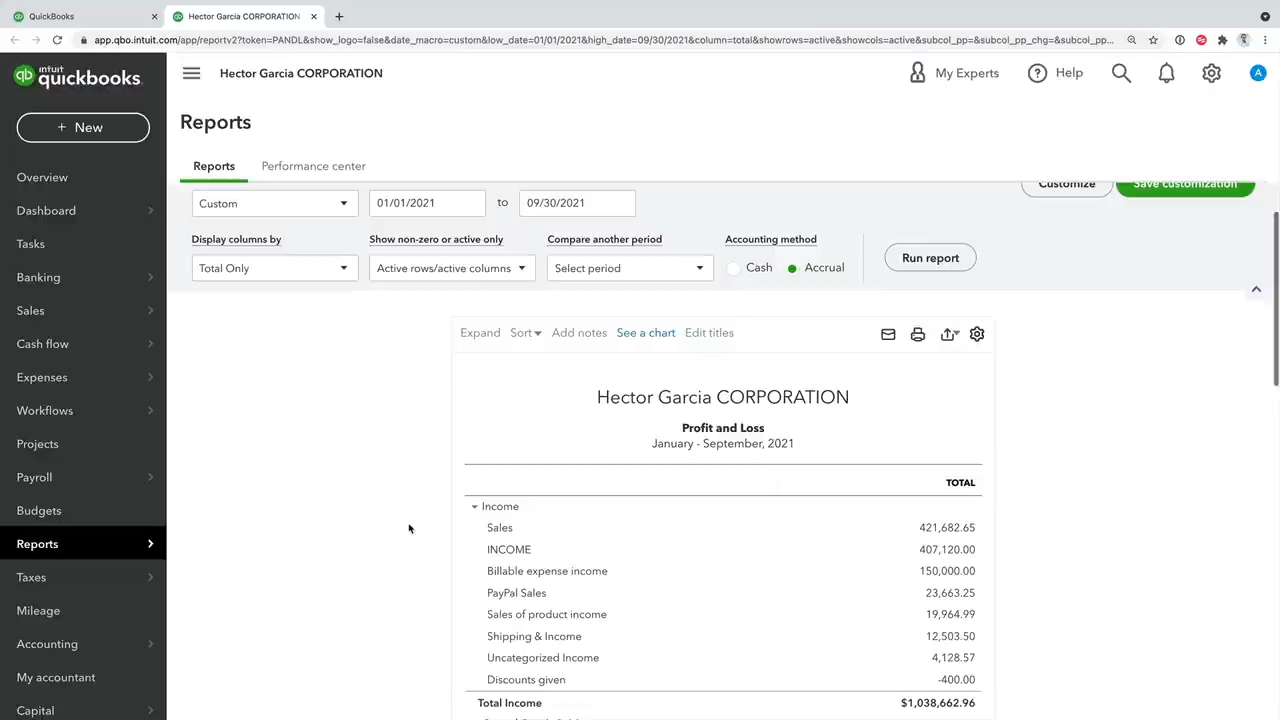 QuickBooks
Hector Garcia CORPORATION
app.qbo.intuit.com/app/reportv2?token=PANDL&show_logo=false&date_macro=custom&low_date=01/01/2021&high_date=09/30/2021&column=total&showrows=active&showcols=active&subcol_pp=&subcol_pp_chg=&subcol_pp...
intuit
quickbooks.
Hector Garcia CORPORATION
My Experts
Help
A
+ New
Reports
Reports
Performance center
Customize
Save customization
Custom
01/01/2021
to
09/30/2021
Display columns by
Show non-zero or active only
Compare another period
Accounting method
Total Only
Active rows/active columns
Select period
Cash
Accrual
Run report
Overview
Dashboard
Tasks
Banking
Sales
Cash flow
Expenses
Workflows
Projects
Payroll
Budgets
Reports
Taxes
Mileage
Accounting
My accountant
Capital
Expand Sort Add notes See a chart Edit titles
Hector Garcia CORPORATION
Profit and Loss
January - September, 2021
TOTAL
Income
Sales 421,682.65
INCOME 407,120.00
Billable expense income 150,000.00
PayPal Sales 23,663.25
Sales of product income 19,964.99
Shipping & Income 12,503.50
Uncategorized Income 4,128.57
Discounts given -400.00
Total Income $1,038,662.96